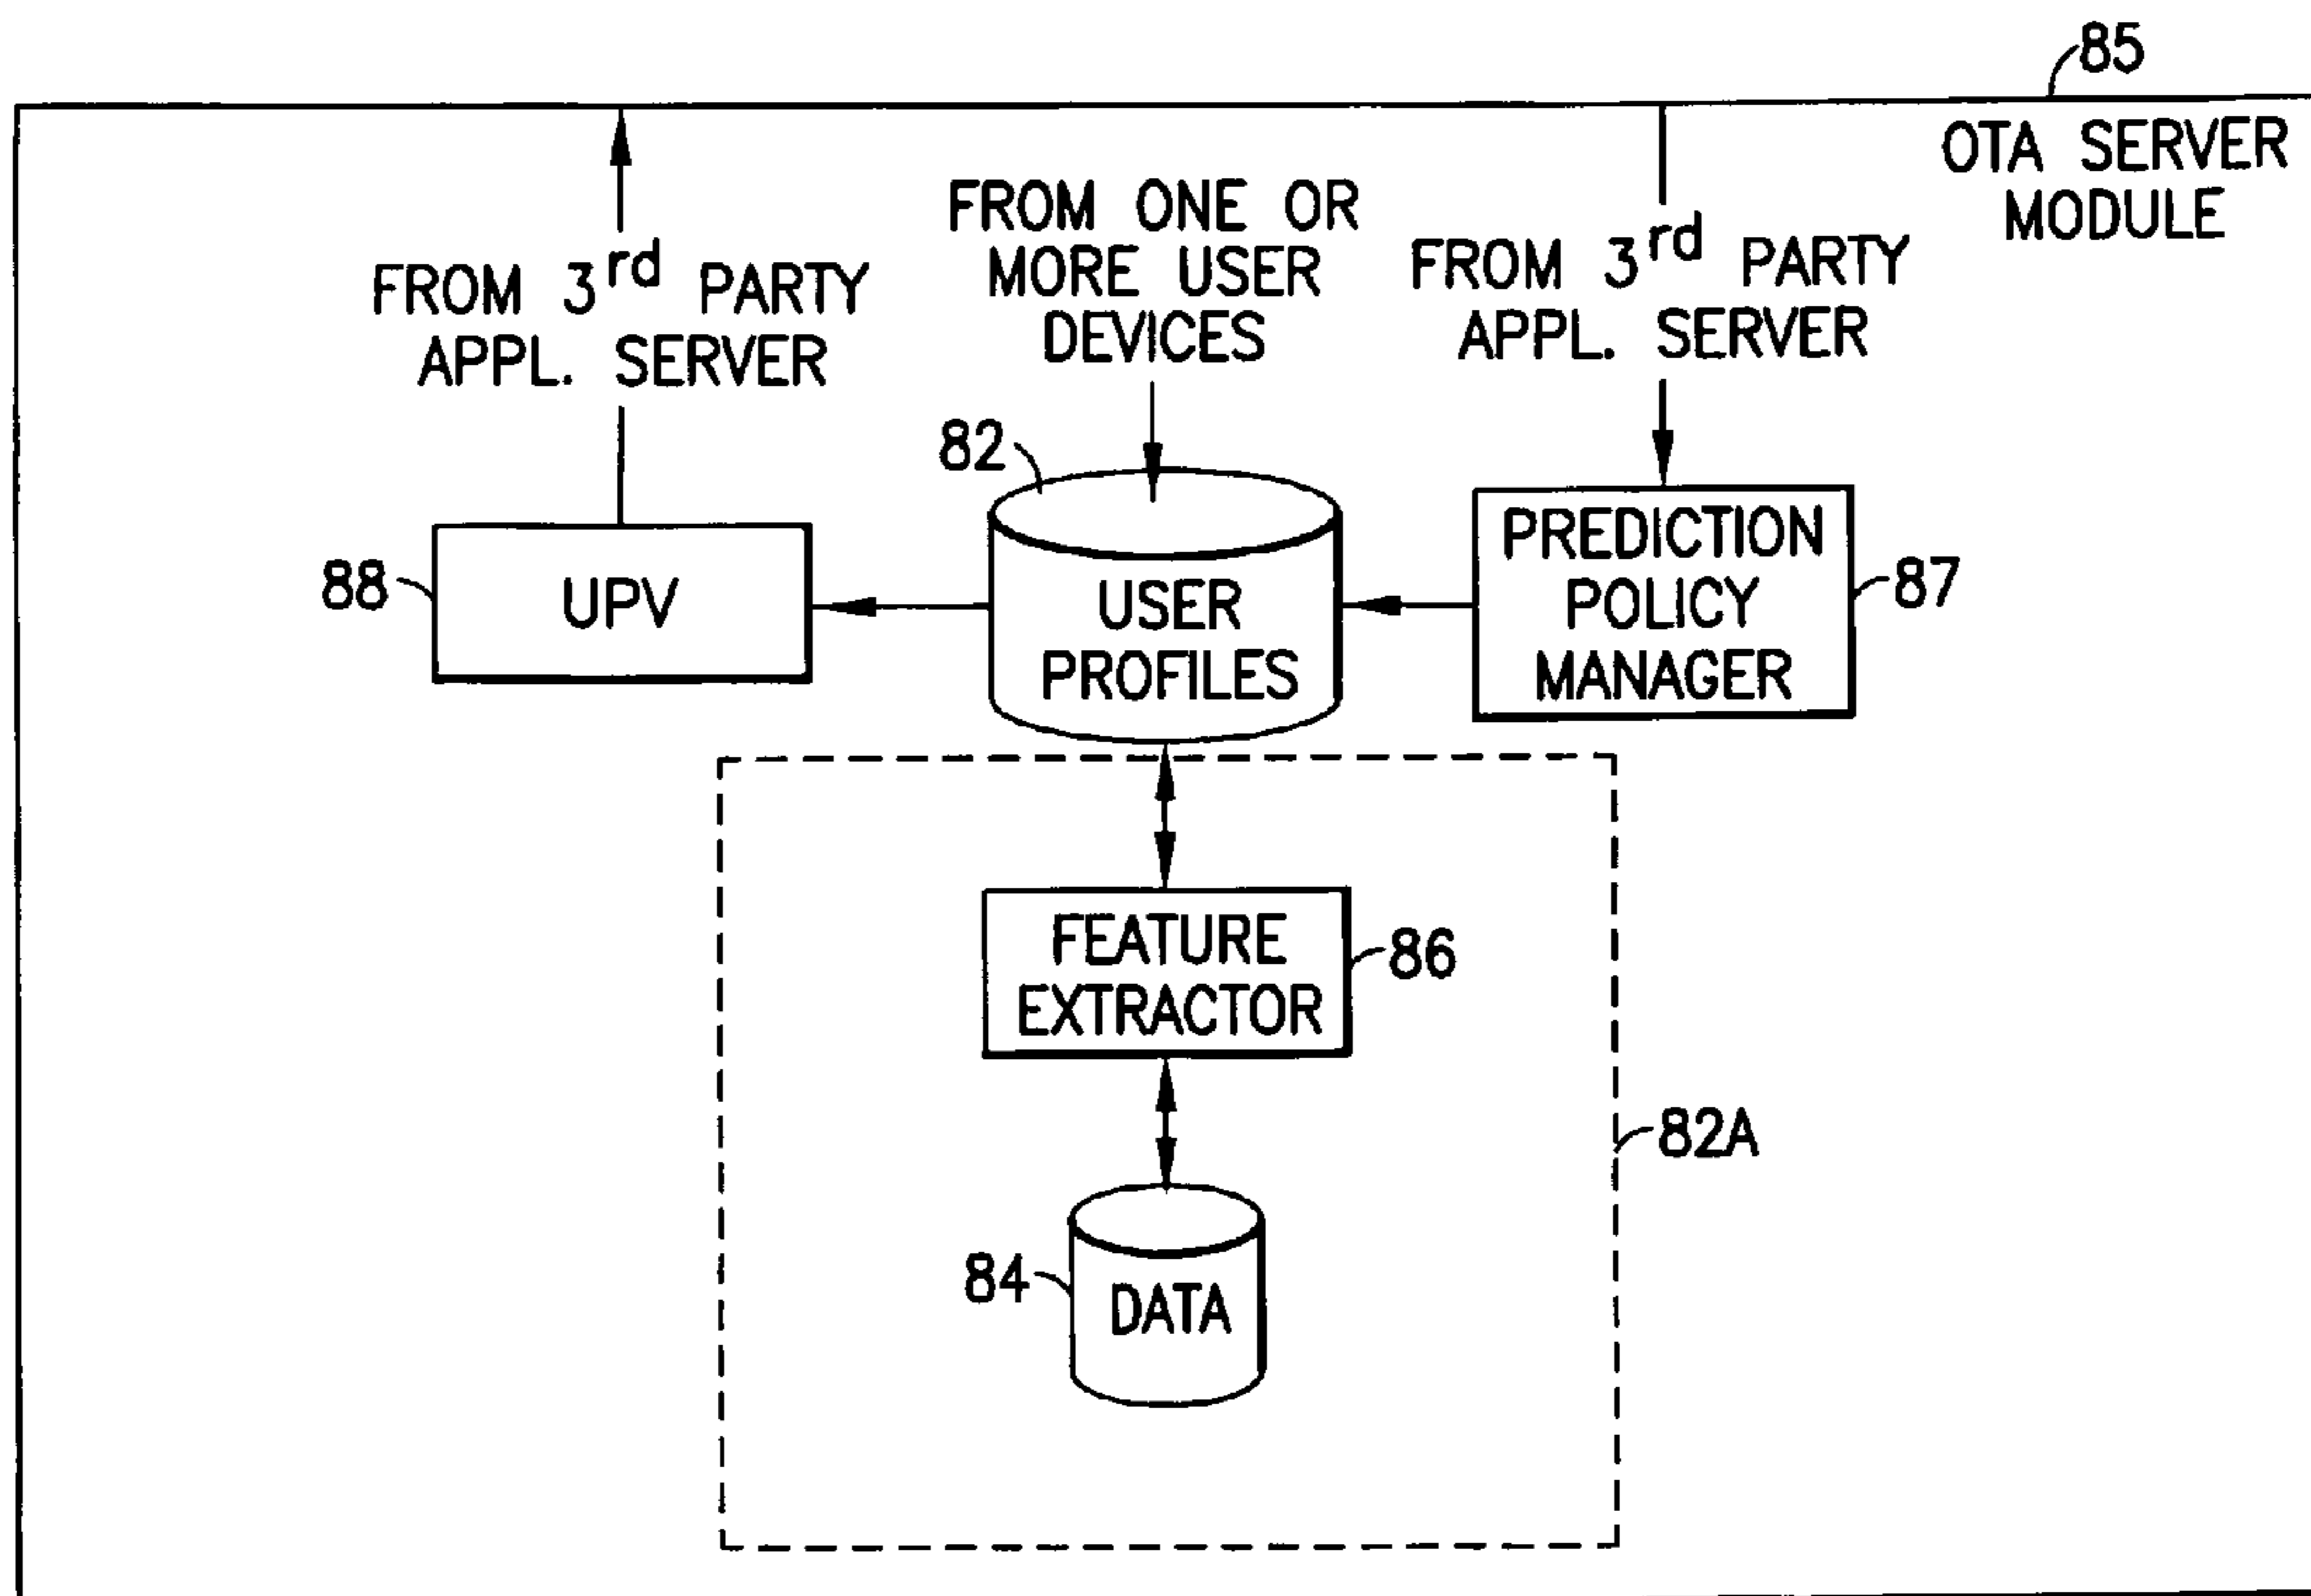 85
OTA SERVER
MODULE
FROM 3rd PARTY
APPL. SERVER
FROM ONE OR
MORE USER
DEVICES
FROM 3rd PARTY
APPL. SERVER
82
88
UPV
USER
PROFILES
PREDICTION
POLICY
MANAGER
87
FEATURE
EXTRACTOR
86
82A
84
DATA